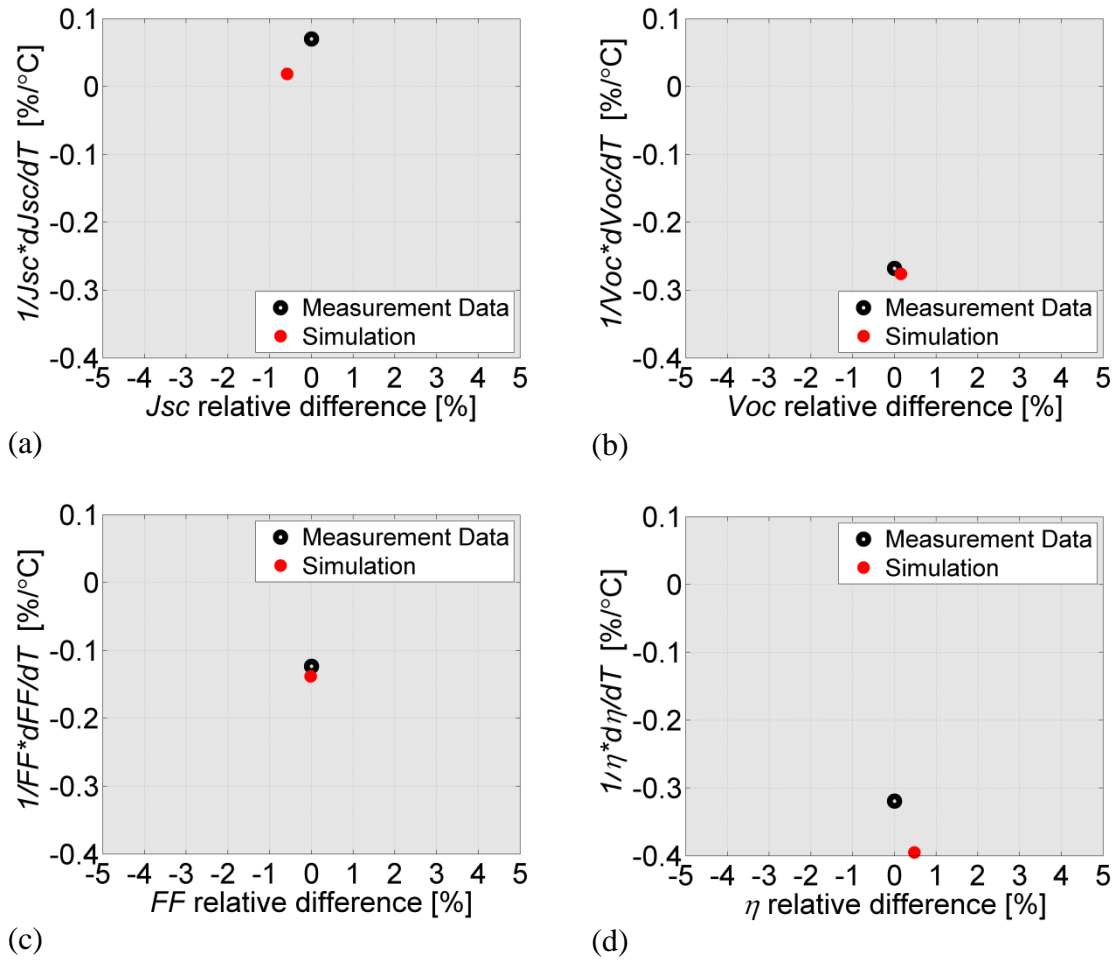 0.1
0
-0.1
-0.2
-0.3
-0.4
1/Jsc*dJsc/dT [%/°C]
Measurement Data
Simulation
-5 -4 -3 -2 -1 0 1 2 3 4 5
Jsc relative difference [%]
(a)
0.1
0
-0.1
-0.2
-0.3
-0.4
1/Voc*dVoc/dT [%/°C]
Measurement Data
Simulation
-5 -4 -3 -2 -1 0 1 2 3 4 5
Voc relative difference [%]
(b)
0.1
0
-0.1
-0.2
-0.3
-0.4
1/FF*dFF/dT [%/°C]
Measurement Data
Simulation
-5 -4 -3 -2 -1 0 1 2 3 4 5
FF relative difference [%]
(c)
0.1
0
-0.1
-0.2
-0.3
-0.4
1/η*dη/dT [%/°C]
Measurement Data
Simulation
-5 -4 -3 -2 -1 0 1 2 3 4 5
η relative difference [%]
(d)